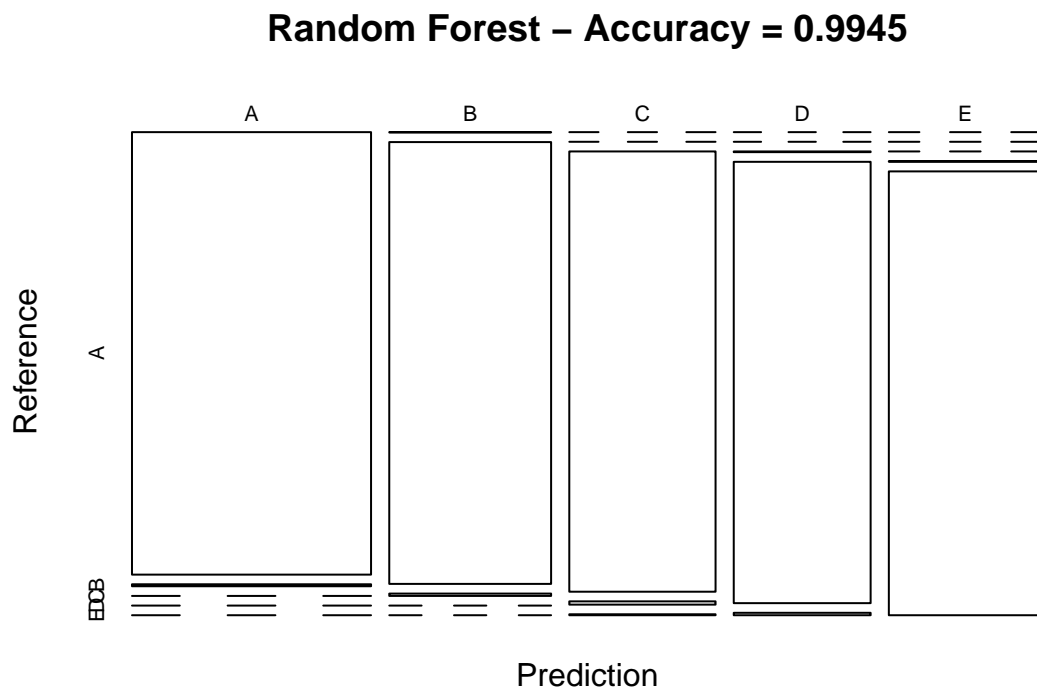 Random Forest – Accuracy = 0.9945
A B C D E
Reference
A
B
C
D
E
Prediction